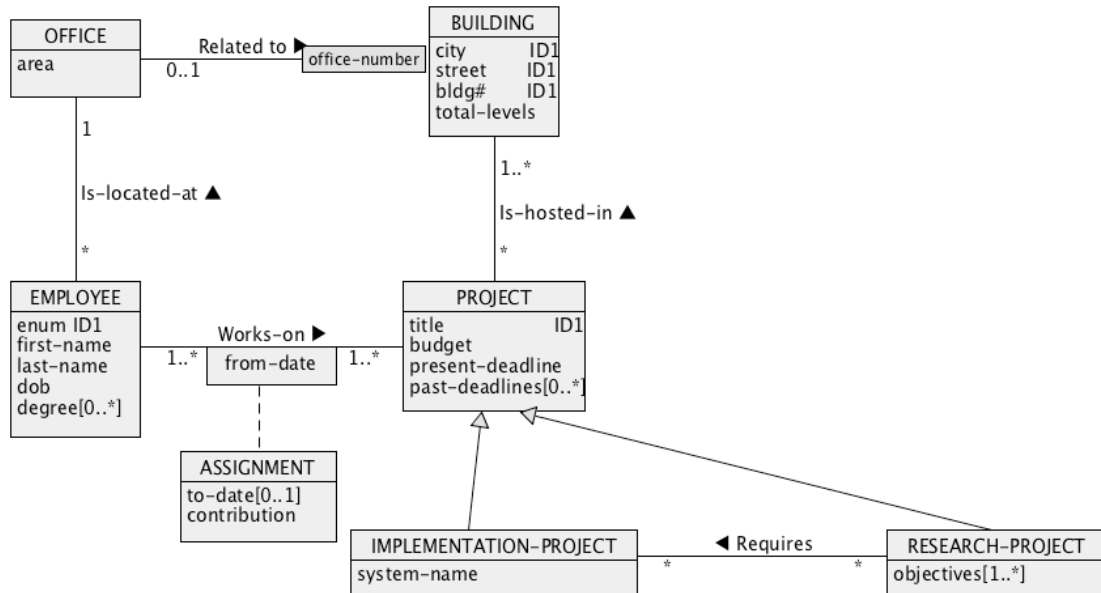 OFFICE
area
Related to ▶
0..1
office-number
BUILDING
city ID1
street ID1
bldg# ID1
total-levels
1
Is-located-at ▲
*
1..*
Is-hosted-in ▲
*
EMPLOYEE
enum ID1
first-name
last-name
dob
degree[0..*]
Works-on ▶
1..*
from-date
1..*
PROJECT
title ID1
budget
present-deadline
past-deadlines[0..*]
ASSIGNMENT
to-date[0..1]
contribution
IMPLEMENTATION-PROJECT
system-name
◀ Requires
*
*
RESEARCH-PROJECT
objectives[1..*]